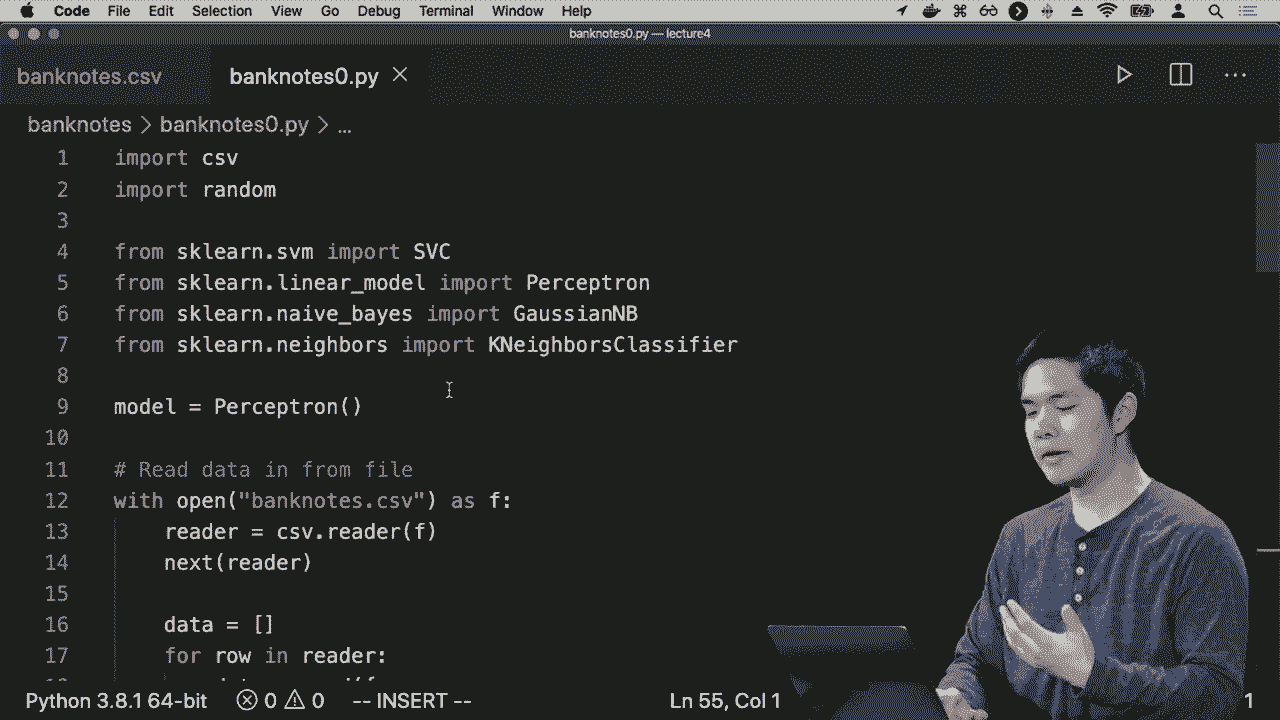 Code File Edit Selection View Go Debug Terminal Window Help
banknotes0.py — lecture4
banknotes.csv banknotes0.py
banknotes > banknotes0.py > ...
1 import csv
2 import random
3
4 from sklearn.svm import SVC
5 from sklearn.linear_model import Perceptron
6 from sklearn.naive_bayes import GaussianNB
7 from sklearn.neighbors import KNeighborsClassifier
8
9 model = Perceptron()
10
11 # Read data in from file
12 with open("banknotes.csv") as f:
13 reader = csv.reader(f)
14 next(reader)
15
16 data = []
17 for row in reader:
Python 3.8.1 64-bit 0 0 -- INSERT -- Ln 55, Col 1 1